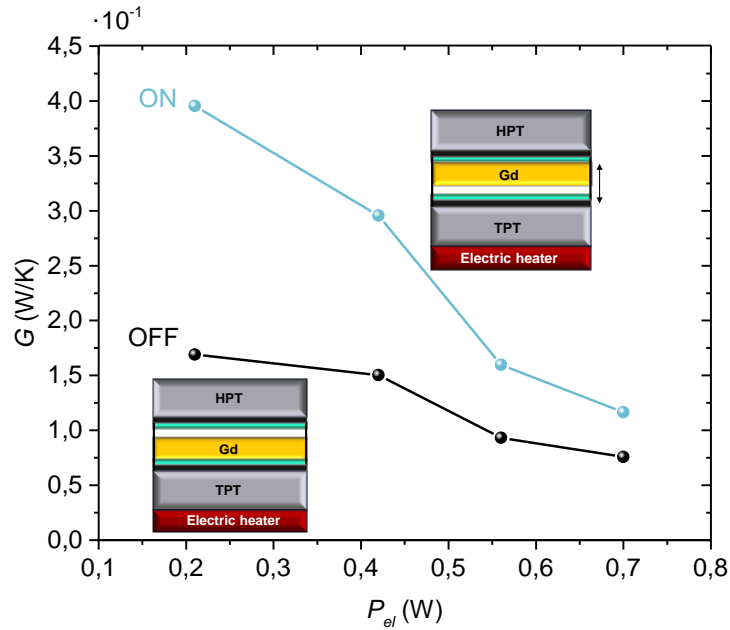 ·10⁻¹
4,5
4,0
3,5
3,0
2,5
2,0
1,5
1,0
0,5
0,0
G (W/K)
ON
OFF
HPT
Gd
TPT
Electric heater
HPT
Gd
TPT
Electric heater
0,1 0,2 0,3 0,4 0,5 0,6 0,7 0,8
P_el (W)